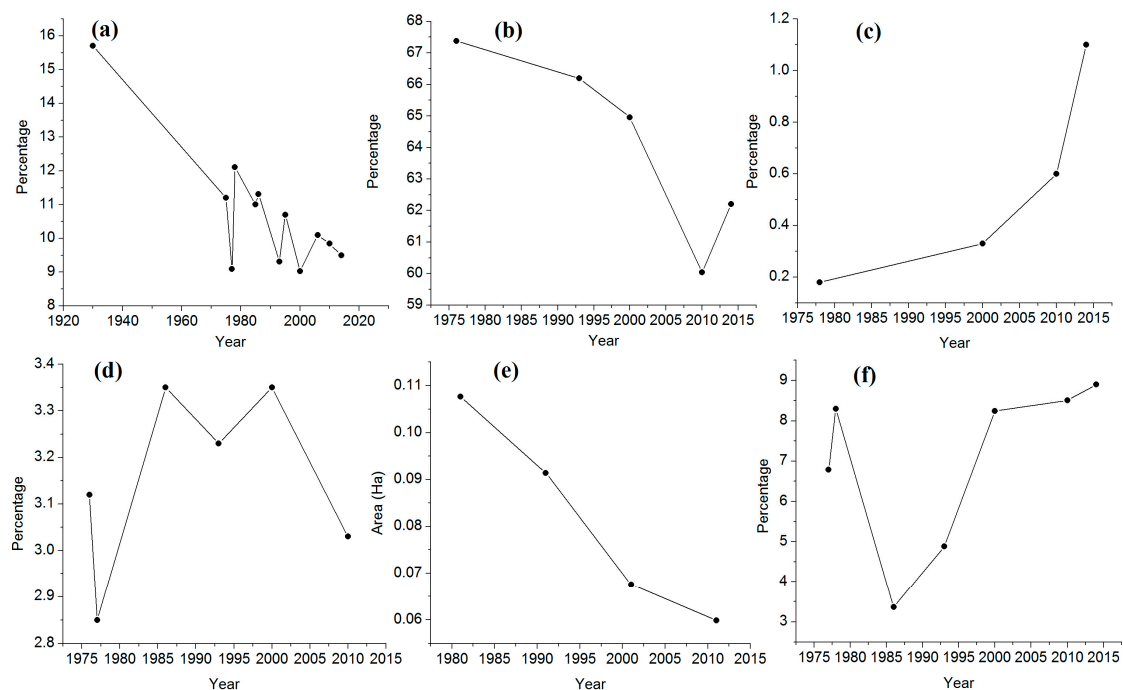 (a)
16
15
14
13
12
11
10
9
8
1920 1940 1960 1980 2000 2020
Percentage
Year
(b)
68
67
66
65
64
63
62
61
60
59
1975 1980 1985 1990 1995 2000 2005 2010 2015
Percentage
Year
(c)
1.2
1.0
0.8
0.6
0.4
0.2
1975 1980 1985 1990 1995 2000 2005 2010 2015
Percentage
Year
(d)
3.4
3.3
3.2
3.1
3.0
2.9
2.8
1975 1980 1985 1990 1995 2000 2005 2010 2015
Percentage
Year
(e)
0.11
0.10
0.09
0.08
0.07
0.06
1980 1985 1990 1995 2000 2005 2010 2015
Area (Ha)
Year
(f)
9
8
7
6
5
4
3
1975 1980 1985 1990 1995 2000 2005 2010 2015
Percentage
Year